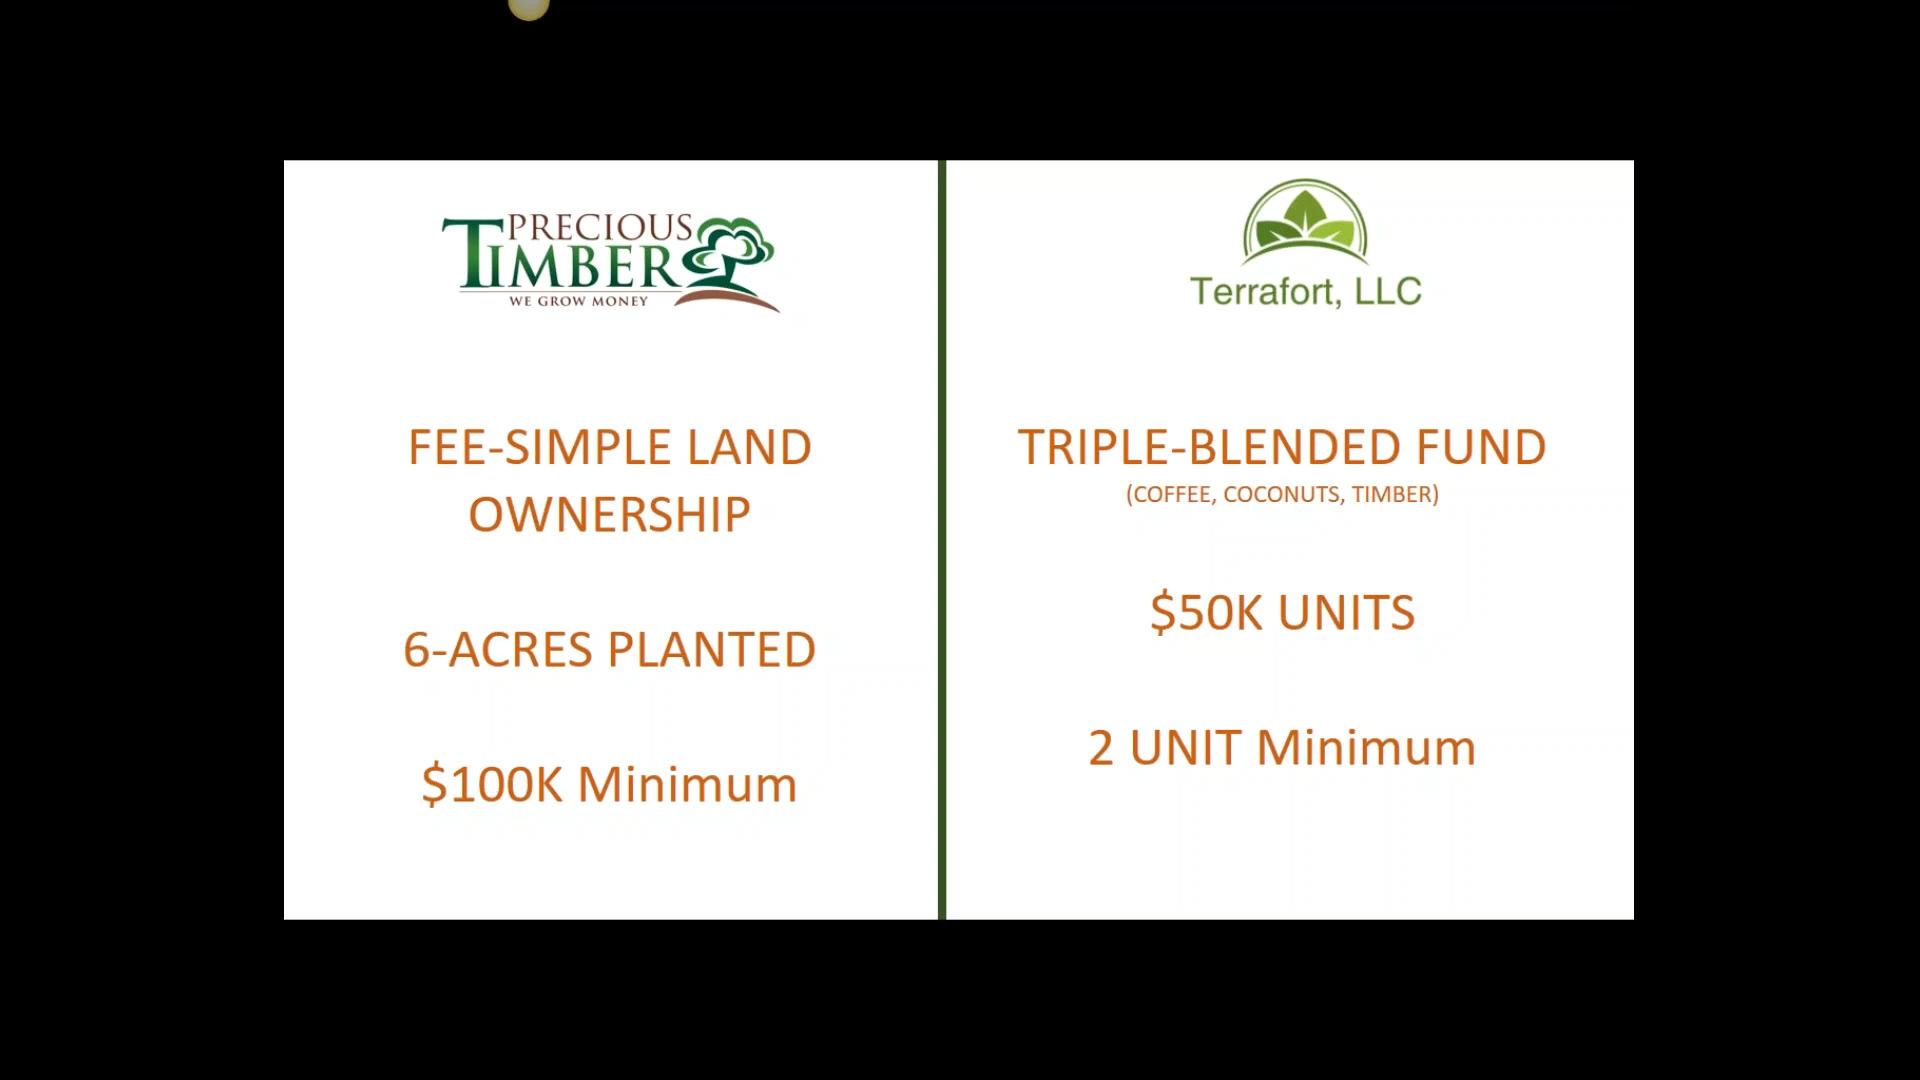 PRECIOUS
TIMBER
WE GROW MONEY
FEE-SIMPLE LAND
OWNERSHIP
6-ACRES PLANTED
$100K Minimum
Terrafort, LLC
TRIPLE-BLENDED FUND
(COFFEE, COCONUTS, TIMBER)
$50K UNITS
2 UNIT Minimum